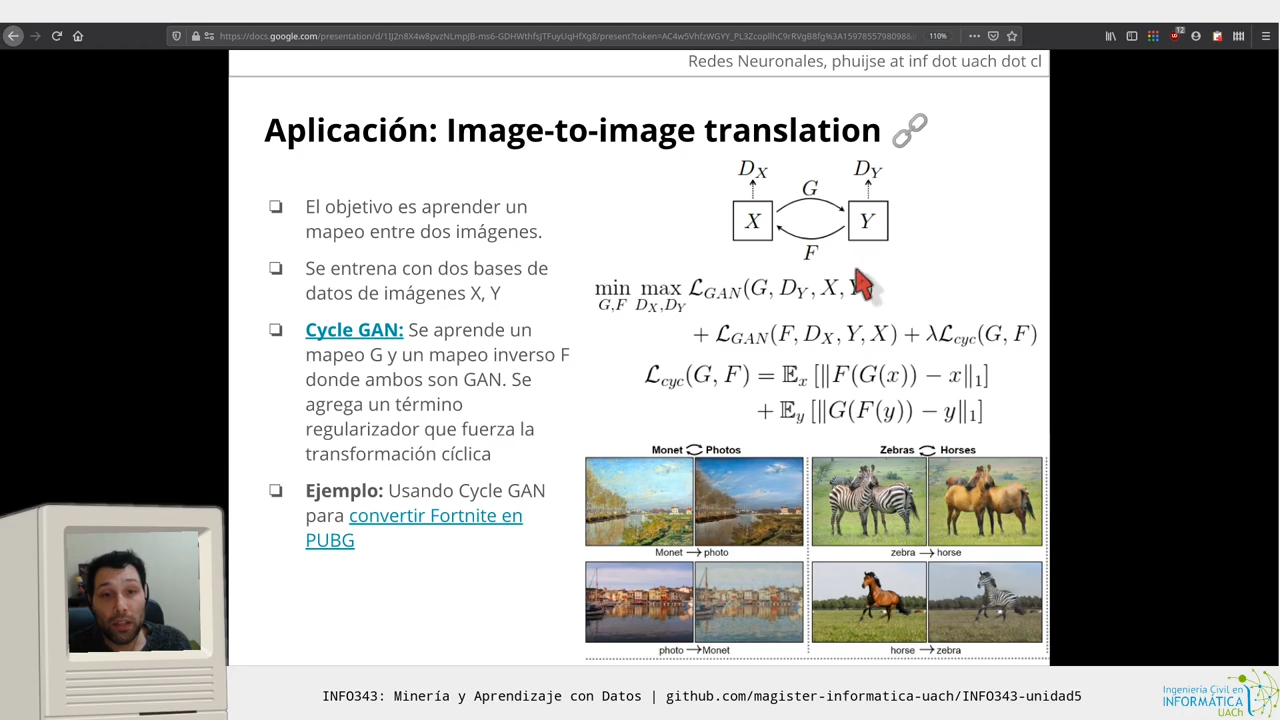 110%
12
Redes Neuronales, phuijse at inf dot uach dot cl
Aplicación: Image-to-image translation
❏ El objetivo es aprender un
mapeo entre dos imágenes.
❏ Se entrena con dos bases de
datos de imágenes X, Y
❏ Cycle GAN: Se aprende un
mapeo G y un mapeo inverso F
donde ambos son GAN. Se
agrega un término
regularizador que fuerza la
transformación cíclica
❏ Ejemplo: Usando Cycle GAN
para convertir Fortnite en
PUBG
D_X D_Y
G
X Y
F
min max ℒ_GAN(G, D_Y, X, Y
G,F D_X,D_Y
+ ℒ_GAN(F, D_X, Y, X) + λℒ_cyc(G, F)
ℒ_cyc(G, F) = 𝔼_x [‖F(G(x)) − x‖₁]
+ 𝔼_y [‖G(F(y)) − y‖₁]
Monet Photos
Zebras Horses
Monet → photo
zebra → horse
photo → Monet
horse → zebra
INFO343: Minería y Aprendizaje con Datos | github.com/magister-informatica-uach/INFO343-unidad5
Ingeniería Civil en
INFORMÁTICA
UACh